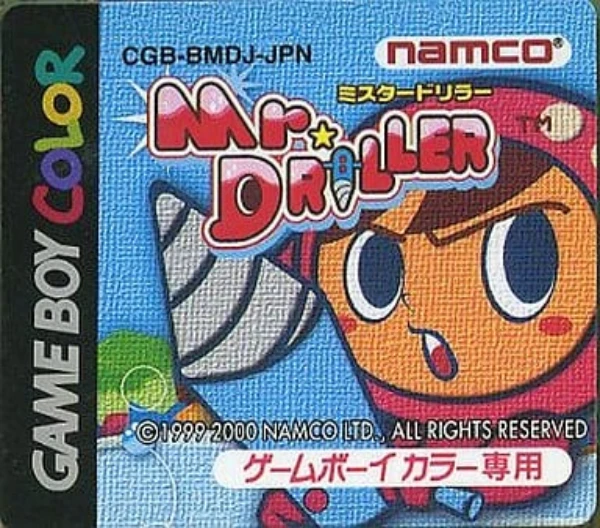 GAME BOY COLOR
CGB-BMDJ-JPN
namco®
ミスタードリラー
Mr. DRILLER ™
©1999 2000 NAMCO LTD., ALL RIGHTS RESERVED
ゲームボーイカラー専用